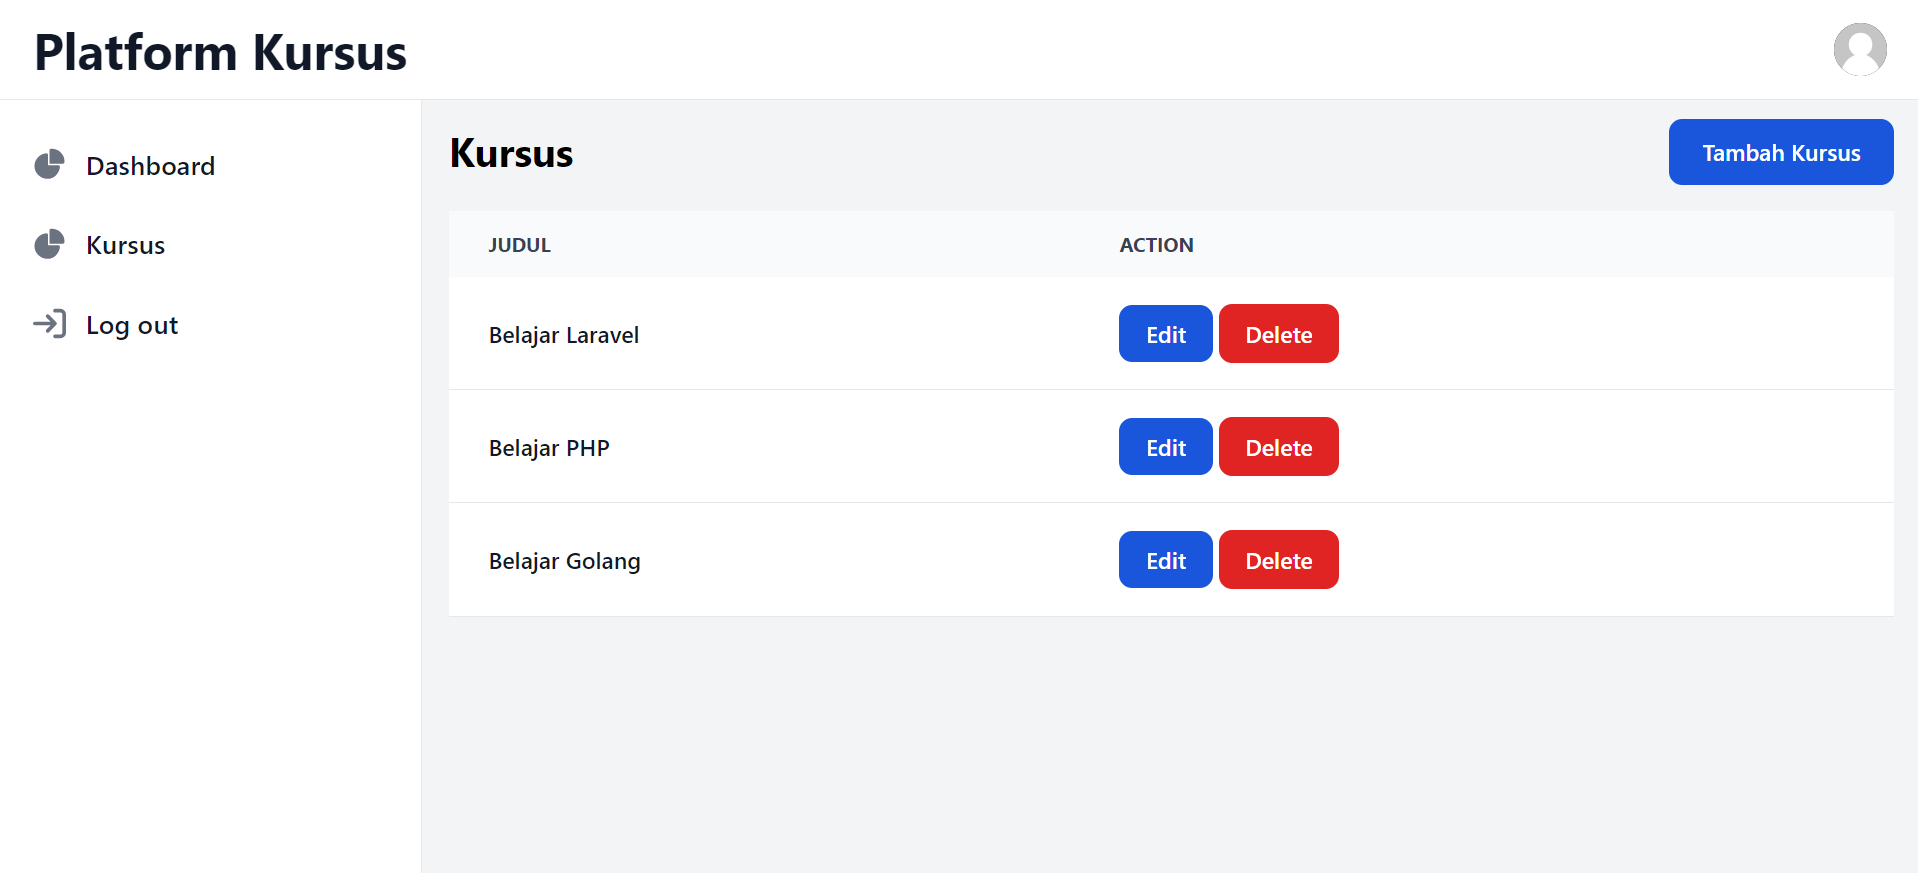 Platform Kursus
Dashboard
Kursus
Log out
Kursus
Tambah Kursus
JUDUL ACTION
Belajar Laravel Edit Delete
Belajar PHP Edit Delete
Belajar Golang Edit Delete